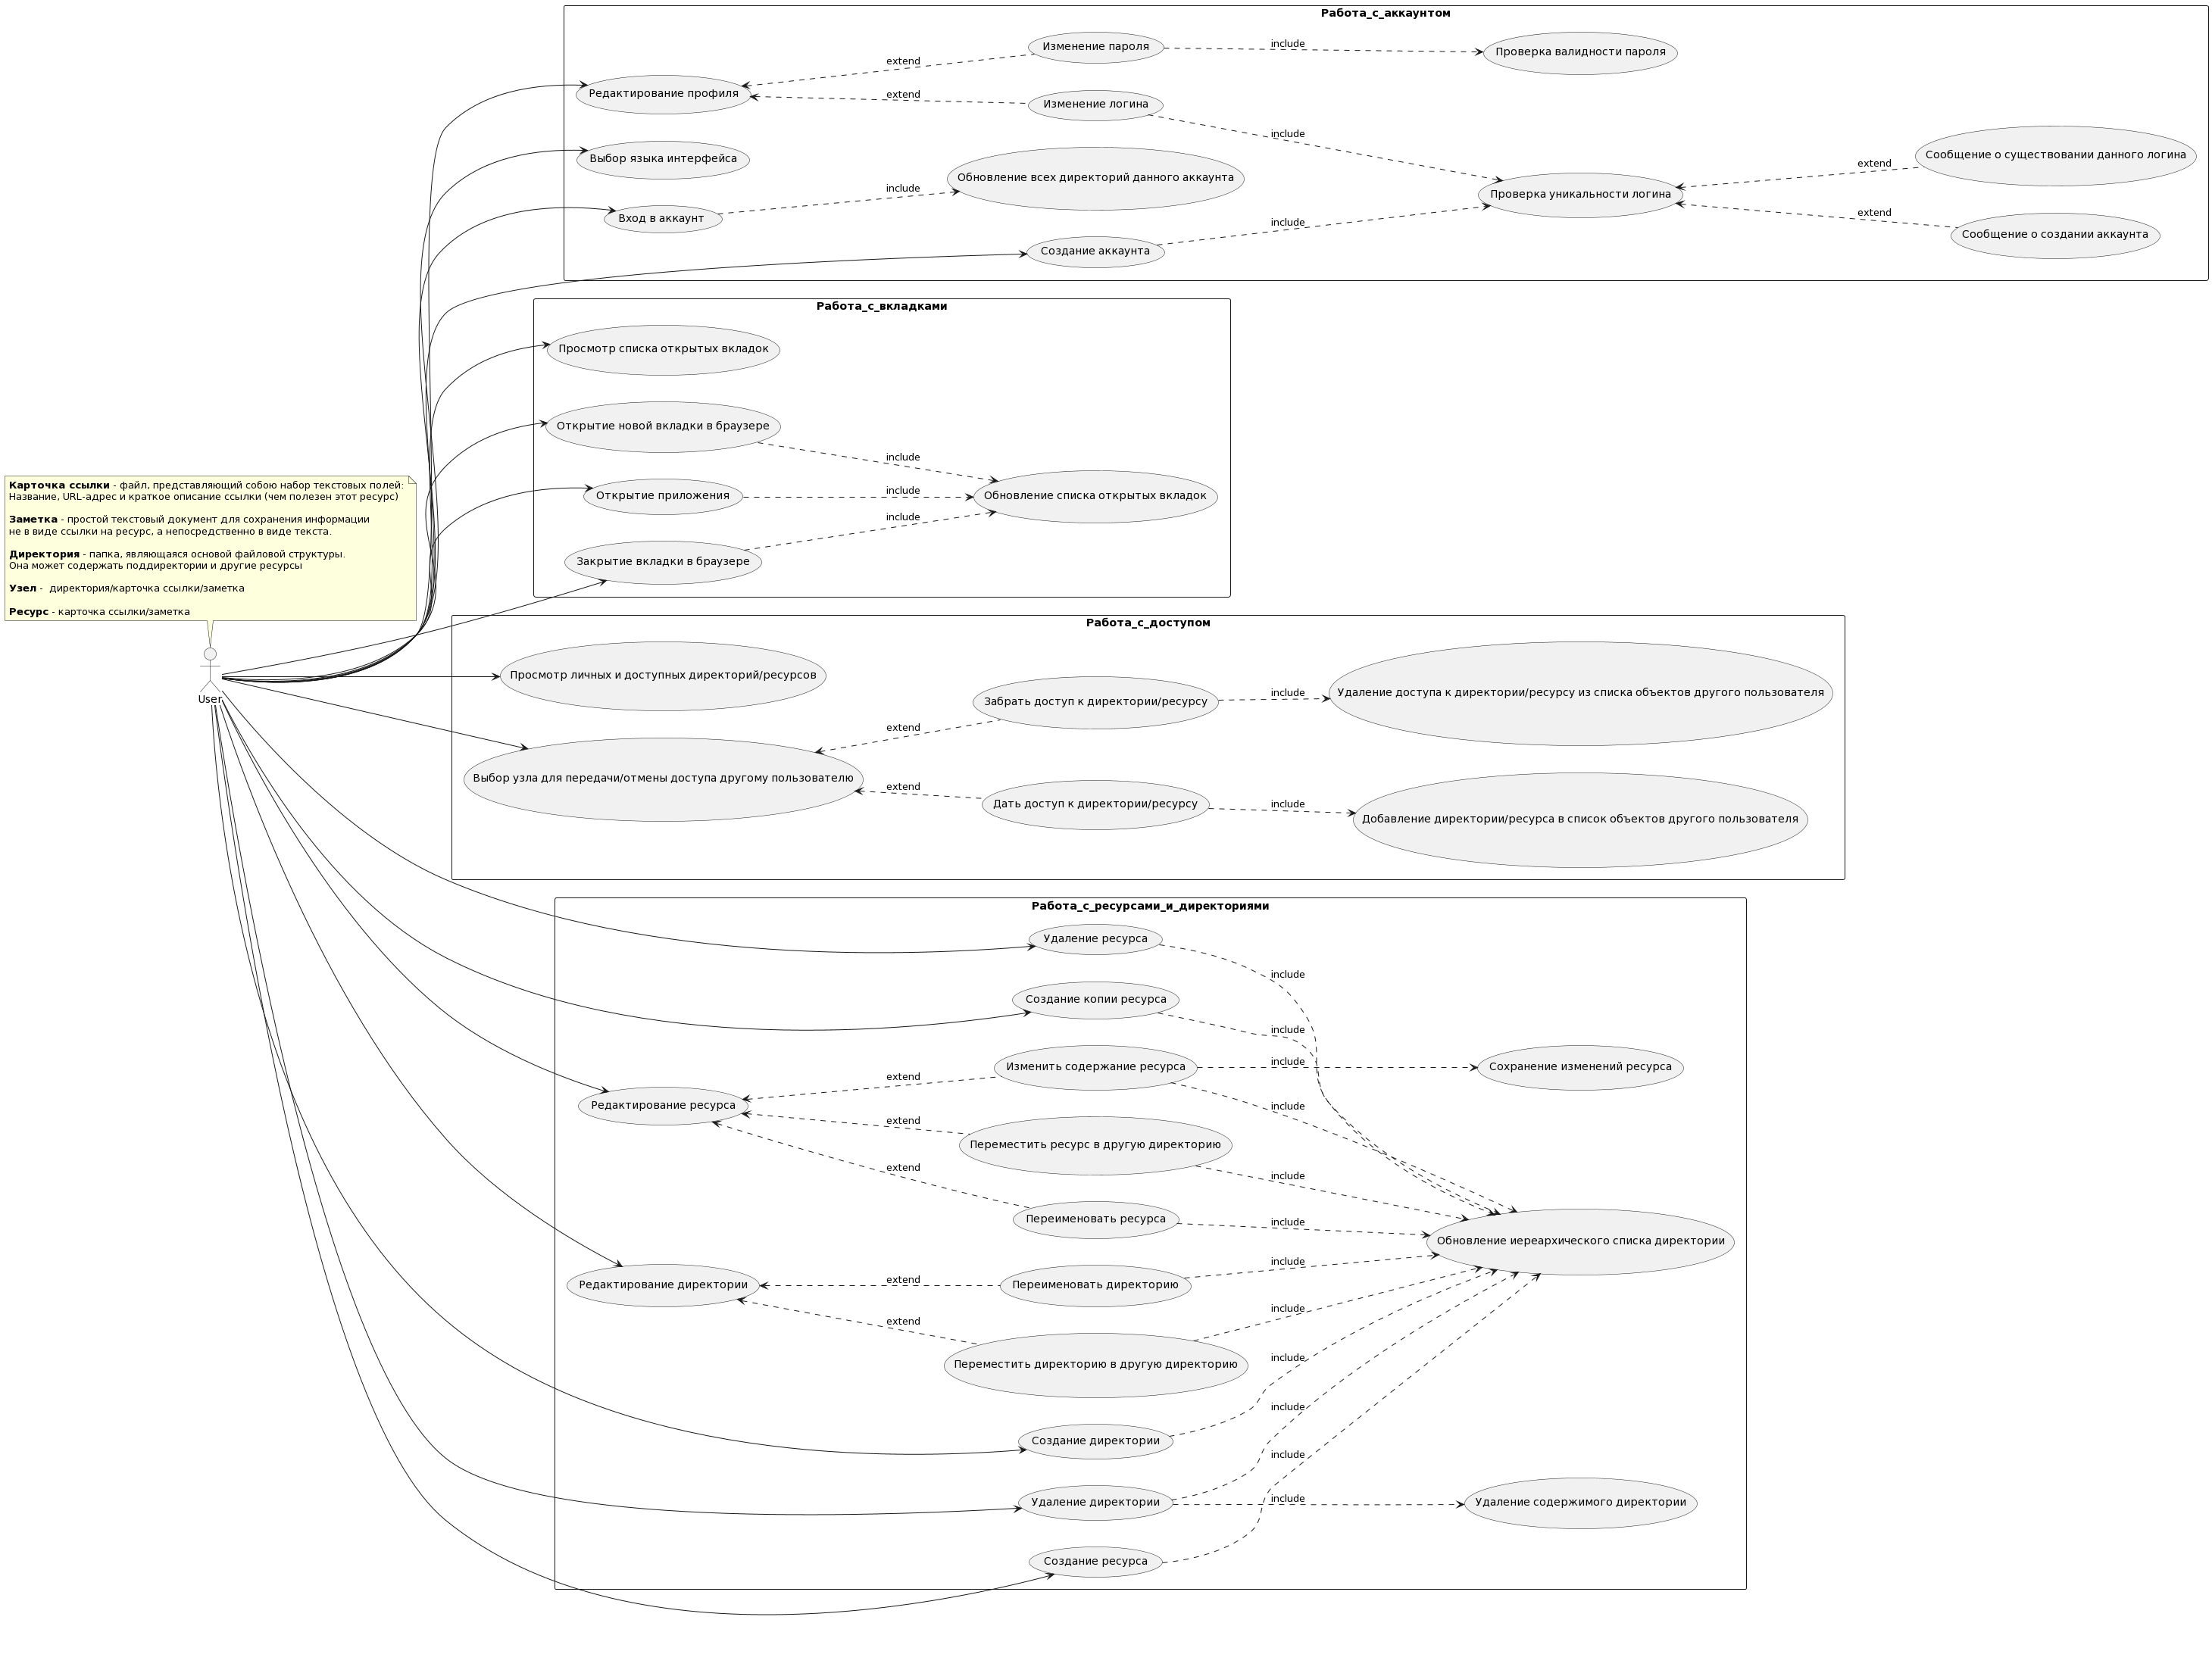 Работа_с_аккаунтом
Изменение пароля
include
Проверка валидности пароля
extend
Редактирование профиля
extend
Изменение логина
include
Выбор языка интерфейса
Обновление всех директорий данного аккаунта
include
Вход в аккаунт
Проверка уникальности логина
extend
Сообщение о существовании данного логина
extend
Сообщение о создании аккаунта
Создание аккаунта
include
Работа_с_вкладками
Просмотр списка открытых вкладок
Открытие новой вкладки в браузере
include
Открытие приложения
include
Обновление списка открытых вкладок
include
Закрытие вкладки в браузере
Карточка ссылки - файл, представляющий собою набор текстовых полей:
Название, URL-адрес и краткое описание ссылки (чем полезен этот ресурс)
Заметка - простой текстовый документ для сохранения информации
не в виде ссылки на ресурс, а непосредственно в виде текста.
Директория - папка, являющаяся основой файловой структуры.
Она может содержать поддиректории и другие ресурсы
Узел -  директория/карточка ссылки/заметка
Ресурс - карточка ссылки/заметка
User
Работа_с_доступом
Просмотр личных и доступных директорий/ресурсов
Забрать доступ к директории/ресурсу
include
Удаление доступа к директории/ресурсу из списка объектов другого пользователя
extend
Выбор узла для передачи/отмены доступа другому пользователю
extend
Дать доступ к директории/ресурсу
include
Добавление директории/ресурса в список объектов другого пользователя
Работа_с_ресурсами_и_директориями
Удаление ресурса
include
Создание копии ресурса
include
Изменить содержание ресурса
include
Сохранение изменений ресурса
extend
Редактирование ресурса
include
extend
Переместить ресурс в другую директорию
include
extend
Переименовать ресурса
include
Обновление иереархического списка директории
include
Редактирование директории
extend
Переименовать директорию
include
extend
Переместить директорию в другую директорию
include
Создание директории
include
Удаление директории
include
Удаление содержимого директории
include
Создание ресурса